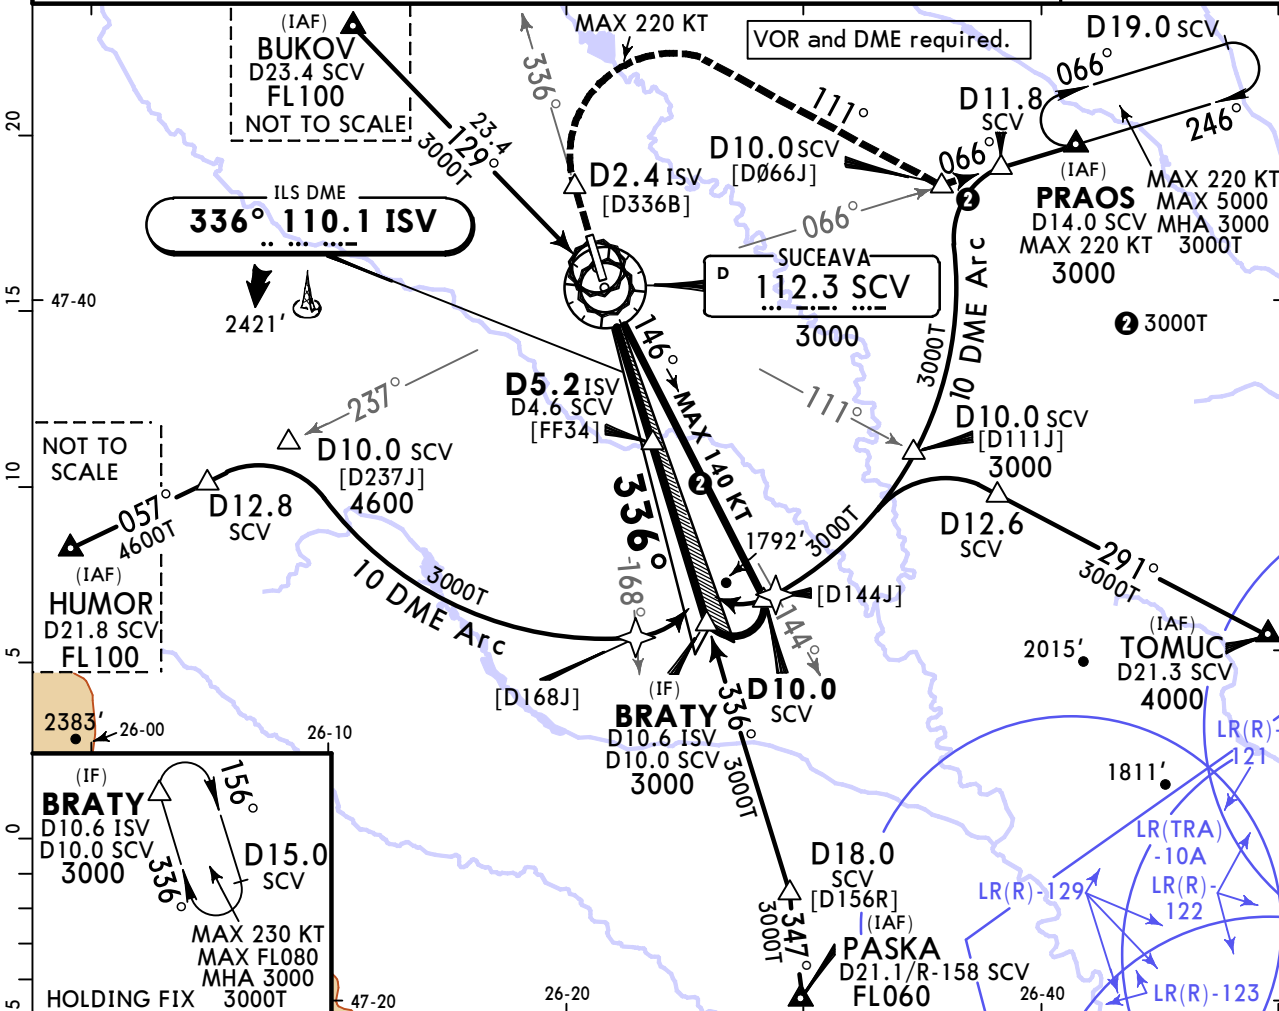 (IAF)
BUKOV
D23.4 SCV
FL100
NOT TO SCALE
23.4
129°
3000T
336°
MAX 220 KT
VOR and DME required.
D19.0 SCV
066°
246°
111°
D11.8
SCV
D10.0 SCV
[DØ66J]
066°
2
066°
(IAF)
PRAOS
D14.0 SCV
MAX 220 KT
3000
MAX 220 KT
MAX 5000
MHA 3000
3000T
2 3000T
D2.4 ISV
[D336B]
ILS DME
336° 110.1 ISV
2421'
D
SUCEAVA
112.3 SCV
3000
20
15
10
5
0
5
47-40
237°
D10.0 SCV
[D237J]
4600
D5.2 ISV
D4.6 SCV
[FF34]
146°
MAX 140 KT
2
336°
111°
3000T
10 DME Arc
D10.0 SCV
[D111J]
3000
NOT TO
SCALE
057°
4600T
(IAF)
HUMOR
D21.8 SCV
FL100
D12.8
SCV
3000T
10 DME Arc
168°
[D168J]
1792'
3000T
[D144J]
144°
D12.6
SCV
291°
3000T
(IAF)
TOMUC
D21.3 SCV
4000
2015'
(IF)
BRATY
D10.6 ISV
D10.0 SCV
3000
D10.0
SCV
336°
3000T
2383'
26-00
26-10
(IF)
BRATY
D10.6 ISV
D10.0 SCV
3000
156°
336°
D15.0
SCV
MAX 230 KT
MAX FL080
MHA 3000
3000T
HOLDING FIX
47-20
26-20
D18.0
SCV
[D156R]
347°
3000T
(IAF)
PASKA
D21.1/R-158 SCV
FL060
26-40
1811'
LR(R)-
121
LR(TRA)
-10A
LR(R)-129
LR(R)-
122
LR(R)-123